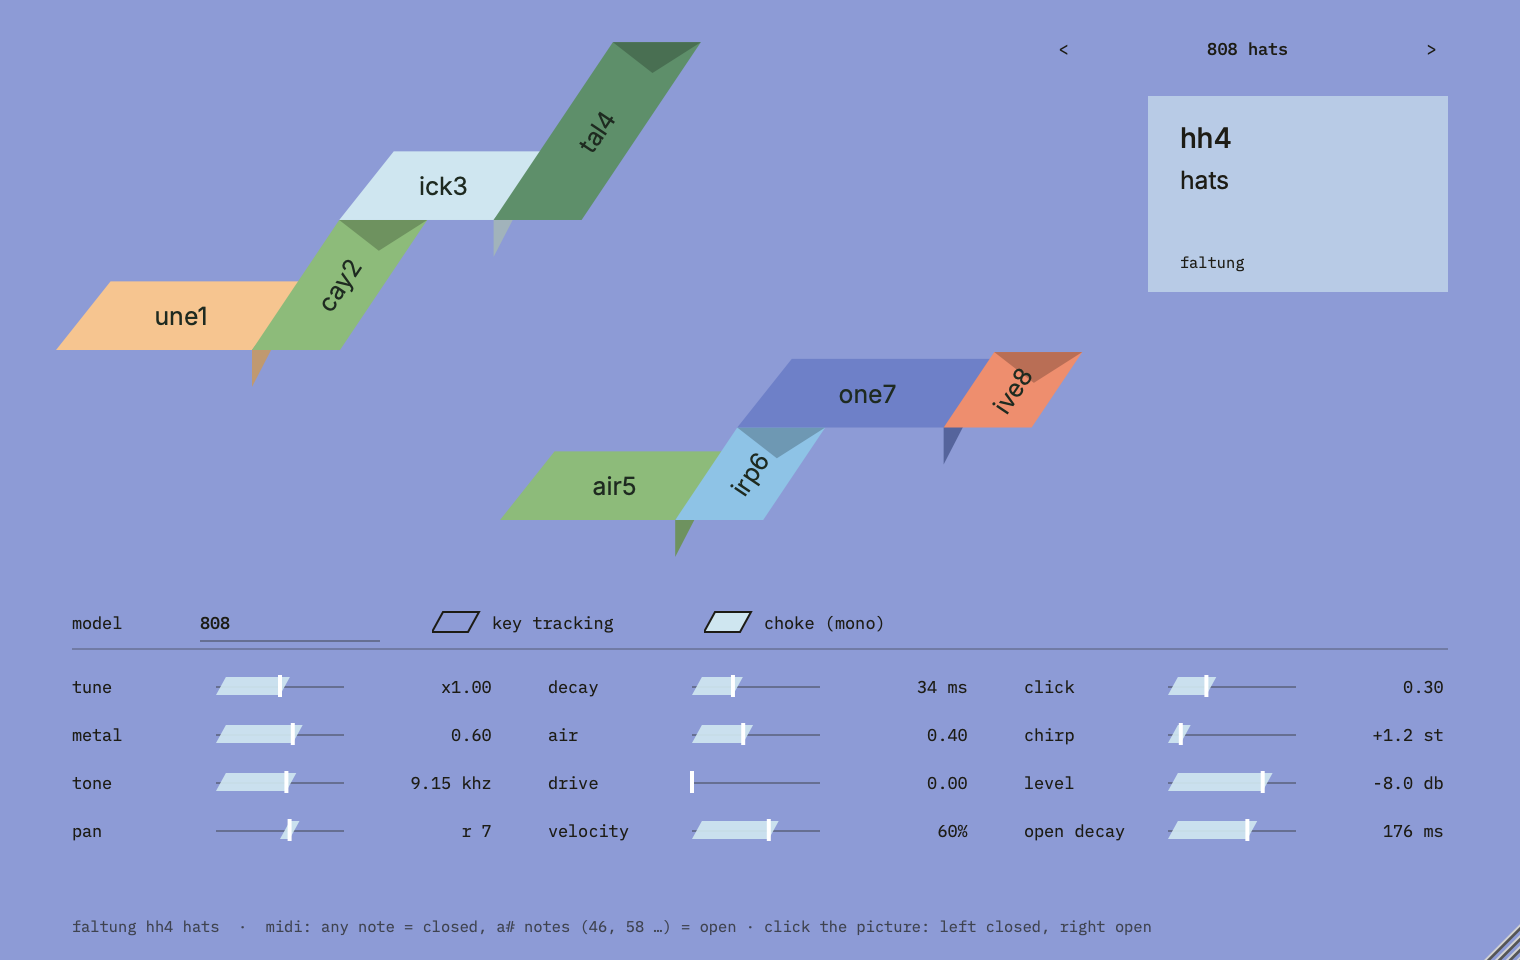 < 808 hats >
hh4
hats
faltung
tal4
ick3
cay2
une1
one7
ive8
air5
irp6
model 808 key tracking choke (mono)
tune x1.00 decay 34 ms click 0.30
metal 0.60 air 0.40 chirp +1.2 st
tone 9.15 khz drive 0.00 level -8.0 db
pan r 7 velocity 60% open decay 176 ms
faltung hh4 hats · midi: any note = closed, a# notes (46, 58 …) = open · click the picture: left closed, right open